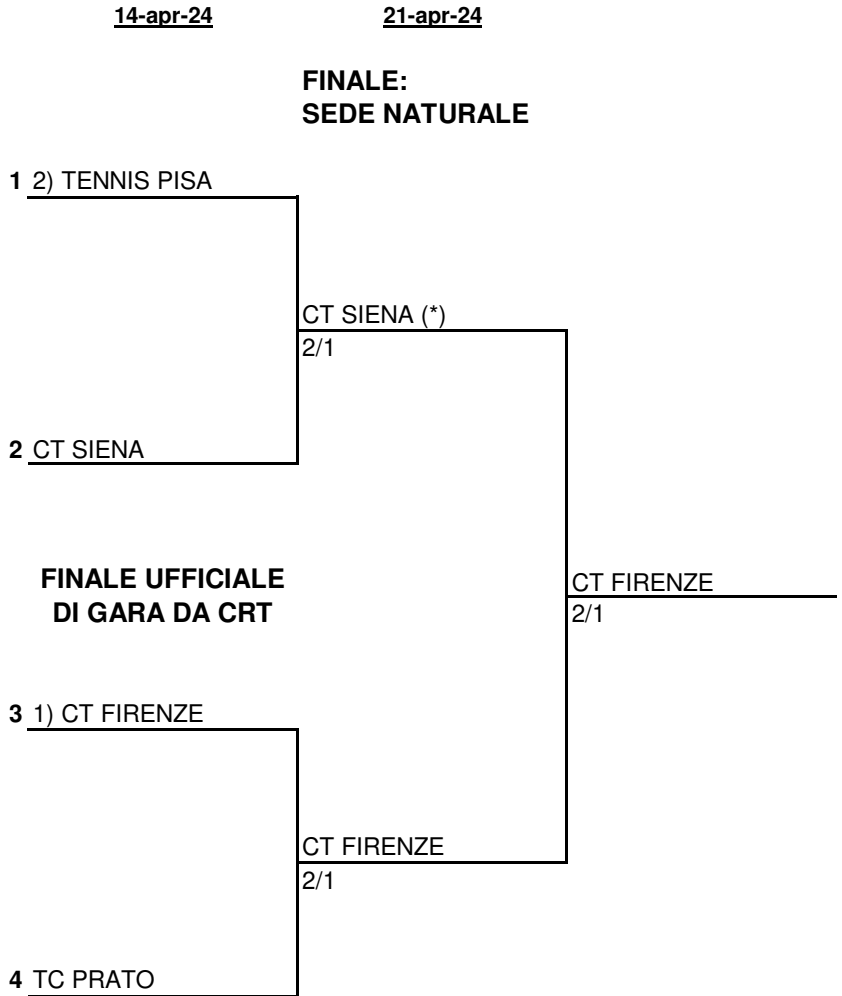 14-apr-24 21-apr-24
FINALE:
SEDE NATURALE
1 2) TENNIS PISA
CT SIENA (*)
2/1
2 CT SIENA
FINALE UFFICIALE
DI GARA DA CRT
CT FIRENZE
2/1
3 1) CT FIRENZE
CT FIRENZE
2/1
4 TC PRATO